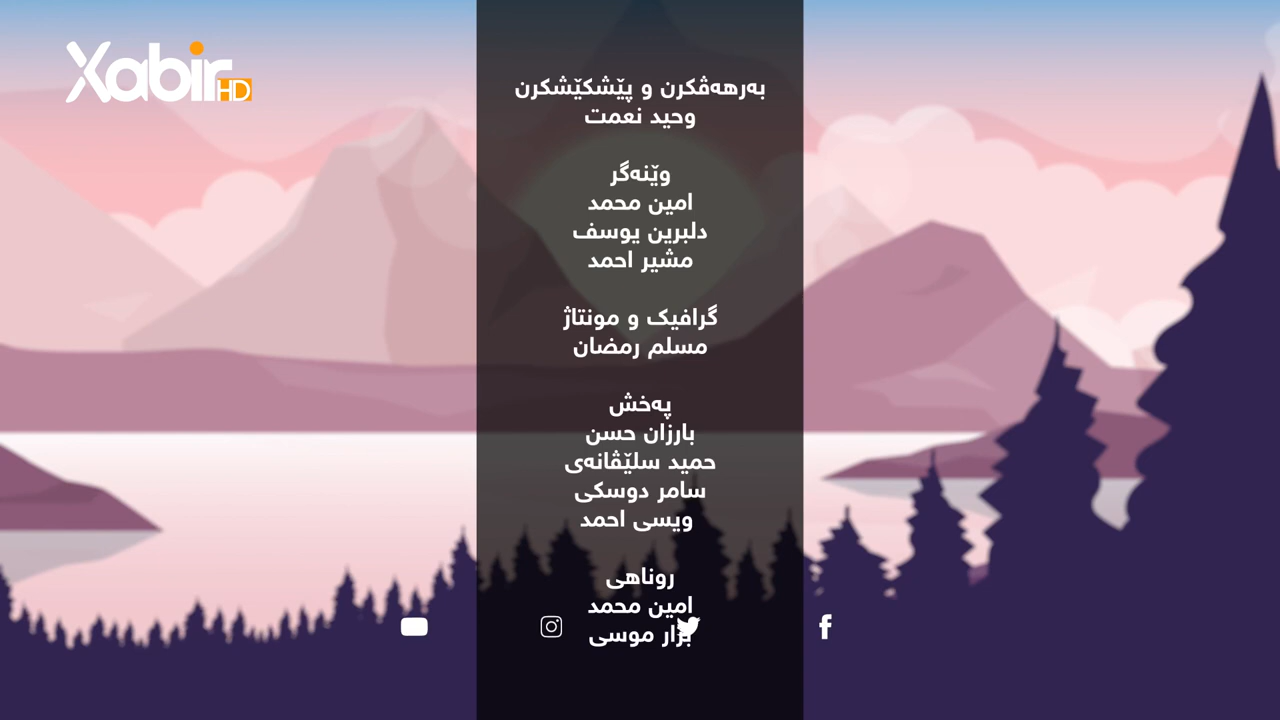 Xabir HD
بەرهەڤکرن و پێشکێشکرن
وحید نعمت
وێنەگر
امین محمد
دلبرین یوسف
مشیر احمد
گرافیک و مونتاژ
مسلم رمضان
پەخش
بارزان حسن
حمید سلێڤانەی
سامر دوسکی
ویسی احمد
روناهی
امین محمد
بزار موسی